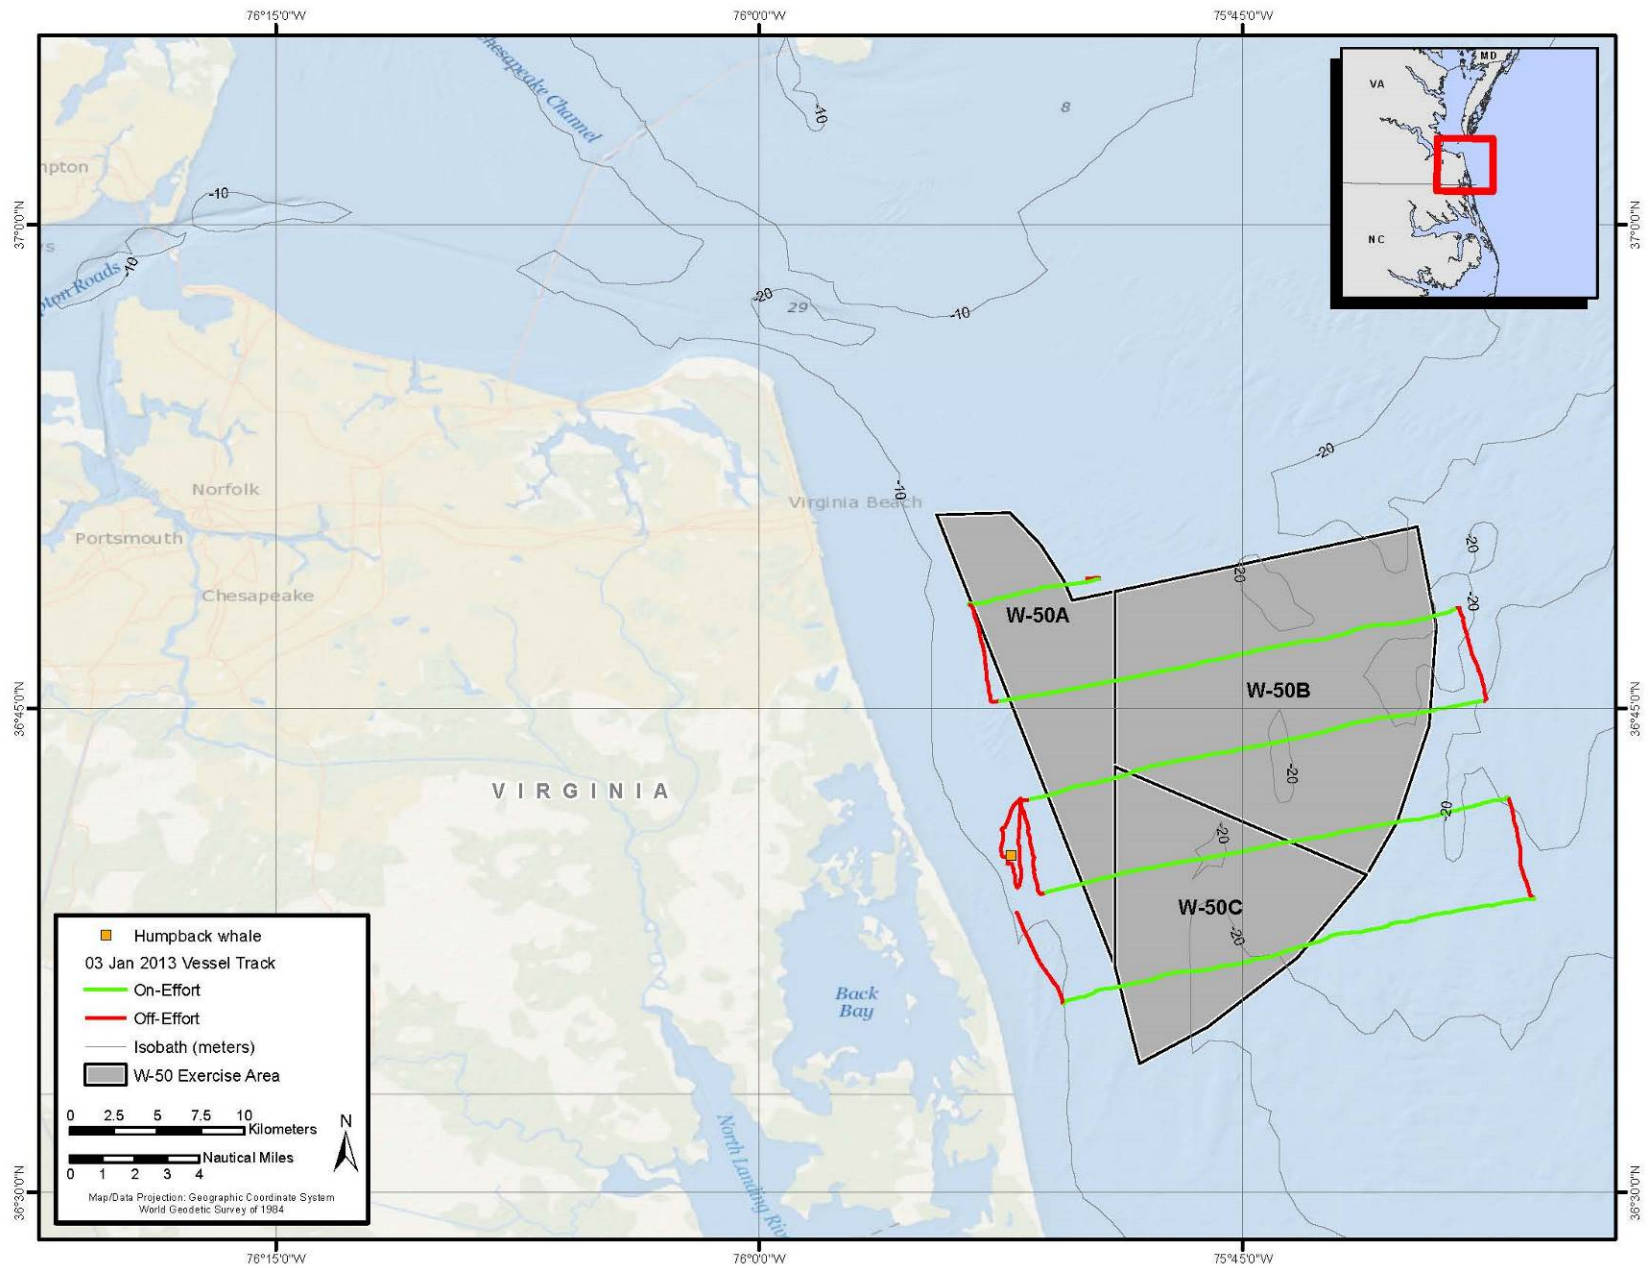 76°15'0"W
76°0'0"W
75°45'0"W
Chesapeake Channel
-10
8
MD
VA
NC
mpton
-10
37°0'0"N
37°0'0"N
-10
-20
29
-10
-20
-10
Norfolk
Virginia Beach
Portsmouth
Chesapeake
-20
-20
-20
W-50A
W-50B
36°45'0"N
36°45'0"N
-20
VIRGINIA
-20
-20
W-50C
-20
Back
Bay
North Landing Riv
Humpback whale
03 Jan 2013 Vessel Track
On-Effort
Off-Effort
Isobath (meters)
W-50 Exercise Area
0 2.5 5 7.5 10
Kilometers
N
Nautical Miles
0 1 2 3 4
Map/Data Projection: Geographic Coordinate System
World Geodetic Survey of 1984
36°30'0"N
36°30'0"N
76°15'0"W
76°0'0"W
75°45'0"W